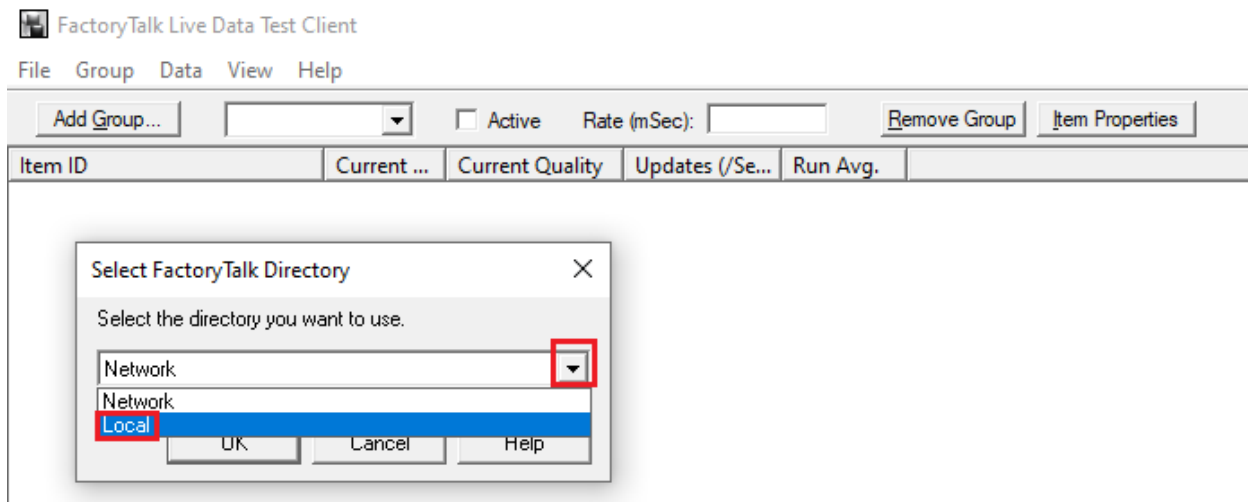 FactoryTalk Live Data Test Client
File Group Data View Help
Add Group... Active Rate (mSec): Remove Group Item Properties
Item ID Current ... Current Quality Updates (/Se... Run Avg.
Select FactoryTalk Directory
Select the directory you want to use.
Network
Network
Local
OK Cancel Help